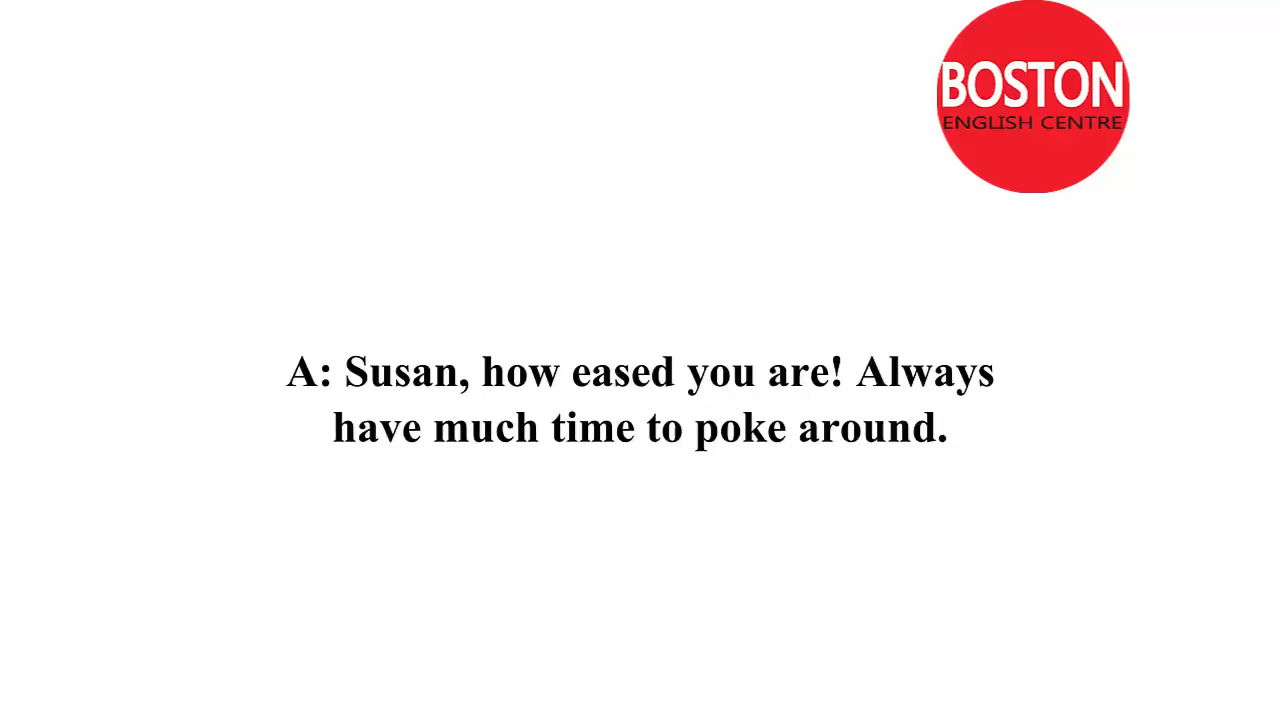 BOSTON
ENGLISH CENTRE
A: Susan, how eased you are! Always
have much time to poke around.